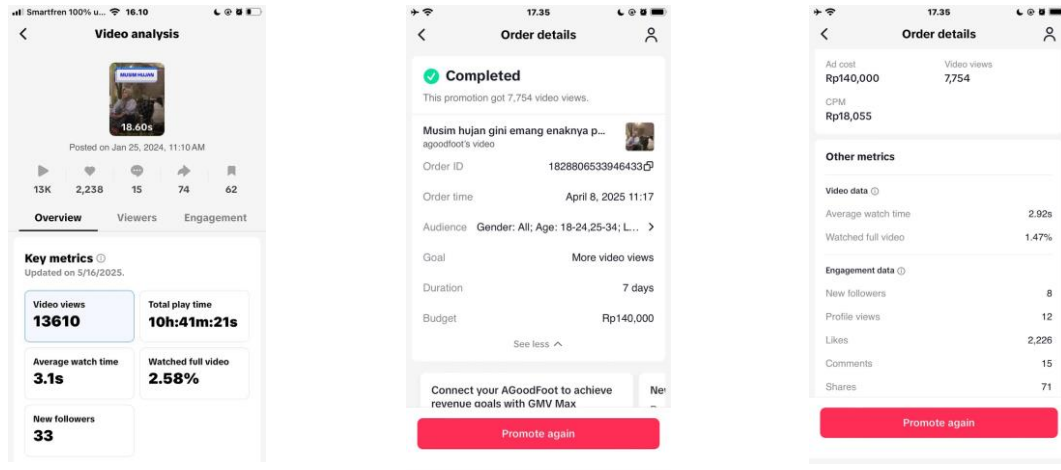 Smartfren 100% u... 16.10
Video analysis
MUSIM HUJAN
18.60s
Posted on Jan 25, 2024, 11:10 AM
13K 2,238 15 74 62
Overview Viewers Engagement
Key metrics
Updated on 5/16/2025.
Video views
13610
Total play time
10h:41m:21s
Average watch time
3.1s
Watched full video
2.58%
New followers
33
17.35
Order details
Completed
This promotion got 7,754 video views.
Musim hujan gini emang enaknya p...
agoodfoot's video
Order ID 1828806533946433
Order time April 8, 2025 11:17
Audience Gender: All; Age: 18-24,25-34; L...
Goal More video views
Duration 7 days
Budget Rp140,000
See less
Connect your AGoodFoot to achieve
revenue goals with GMV Max
Promote again
17.35
Order details
Ad cost Video views
Rp140,000 7,754
CPM
Rp18,055
Other metrics
Video data
Average watch time 2.92s
Watched full video 1.47%
Engagement data
New followers 8
Profile views 12
Likes 2,226
Comments 15
Shares 71
Promote again